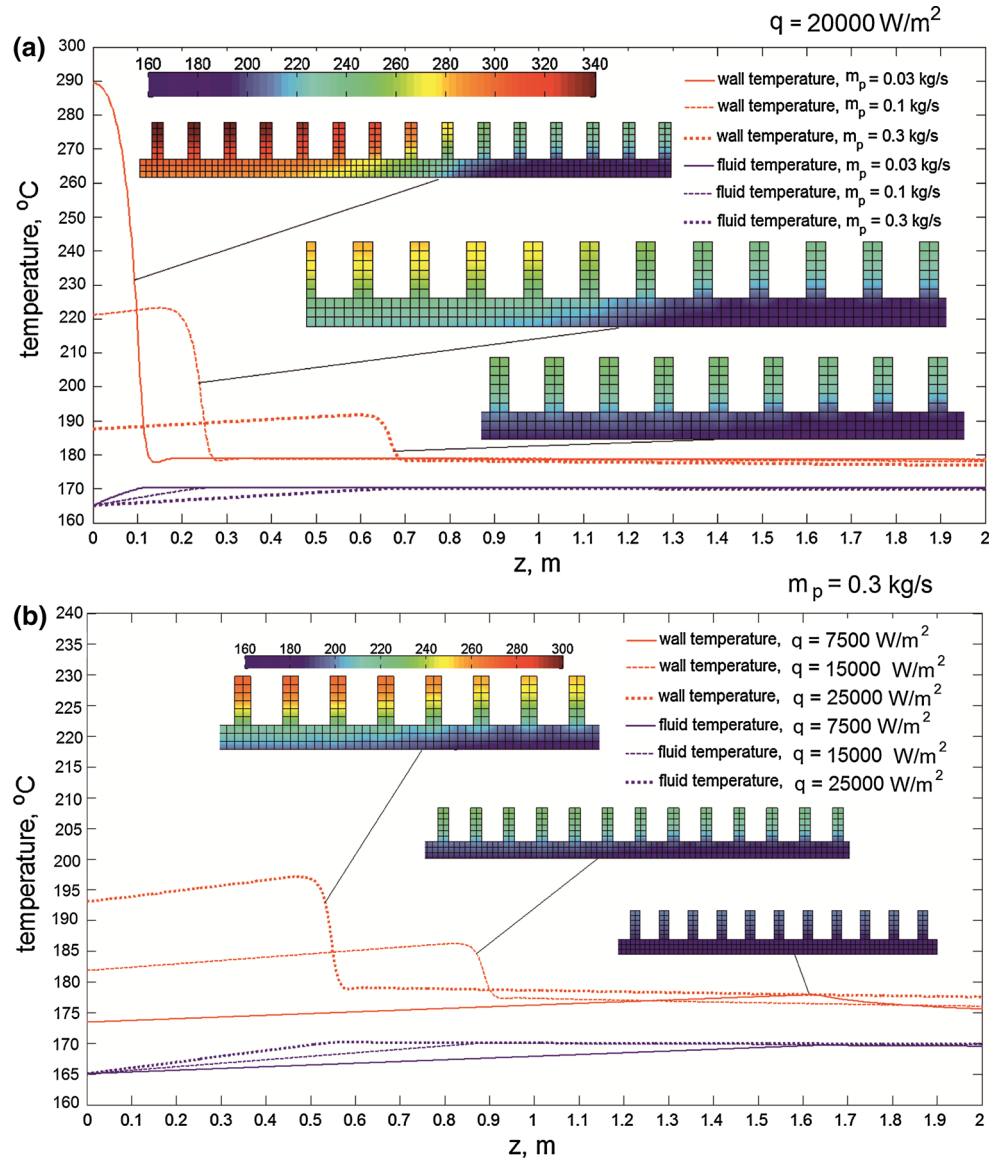 q = 20000 W/m²
(a)
300
290
280
270
260
250
240
230
220
210
200
190
180
170
160
temperature, ºC
160 180 200 220 240 260 280 300 320 340
wall temperature, m p = 0.03 kg/s
wall temperature, m p = 0.1 kg/s
wall temperature, m p = 0.3 kg/s
fluid temperature, m p = 0.03 kg/s
fluid temperature, m p = 0.1 kg/s
fluid temperature, m p = 0.3 kg/s
0 0.1 0.2 0.3 0.4 0.5 0.6 0.7 0.8 0.9 1 1.1 1.2 1.3 1.4 1.5 1.6 1.7 1.8 1.9 2
z, m
m p = 0.3 kg/s
(b)
240
235
230
225
220
215
210
205
200
195
190
185
180
175
170
165
160
temperature, ºC
160 180 200 220 240 260 280 300
wall temperature, q = 7500 W/m²
wall temperature, q = 15000 W/m²
wall temperature, q = 25000 W/m²
fluid temperature, q = 7500 W/m²
fluid temperature, q = 15000 W/m²
fluid temperature, q = 25000 W/m²
0 0.1 0.2 0.3 0.4 0.5 0.6 0.7 0.8 0.9 1 1.1 1.2 1.3 1.4 1.5 1.6 1.7 1.8 1.9 2
z, m